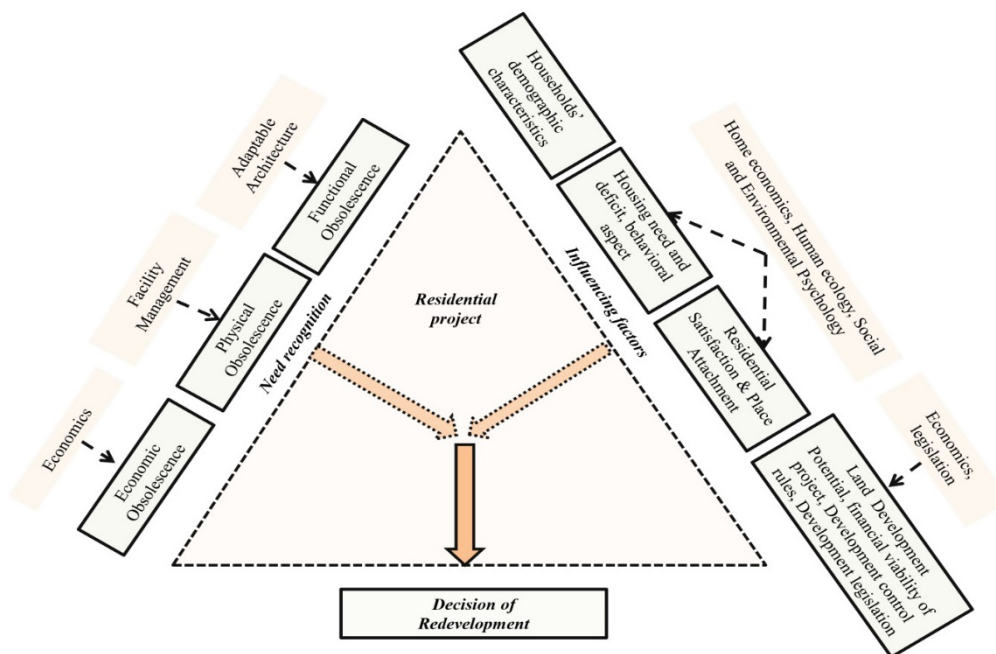 Adaptable
Architecture
Functional
Obsolescence
Facility
Management
Physical
Obsolescence
Economics
Economic
Obsolescence
Need recognition
Residential
project
Influencing factors
Households'
demographic
characteristics
Housing need and
deficit, behavioral
aspect
Residential
Satisfaction & Place
Attachment
Land Development
Potential, financial viability of
project, Development control
rules, Development legislation
Home economics, Human ecology, Social
and Environmental Psychology
Economics,
legislation
Decision of
Redevelopment